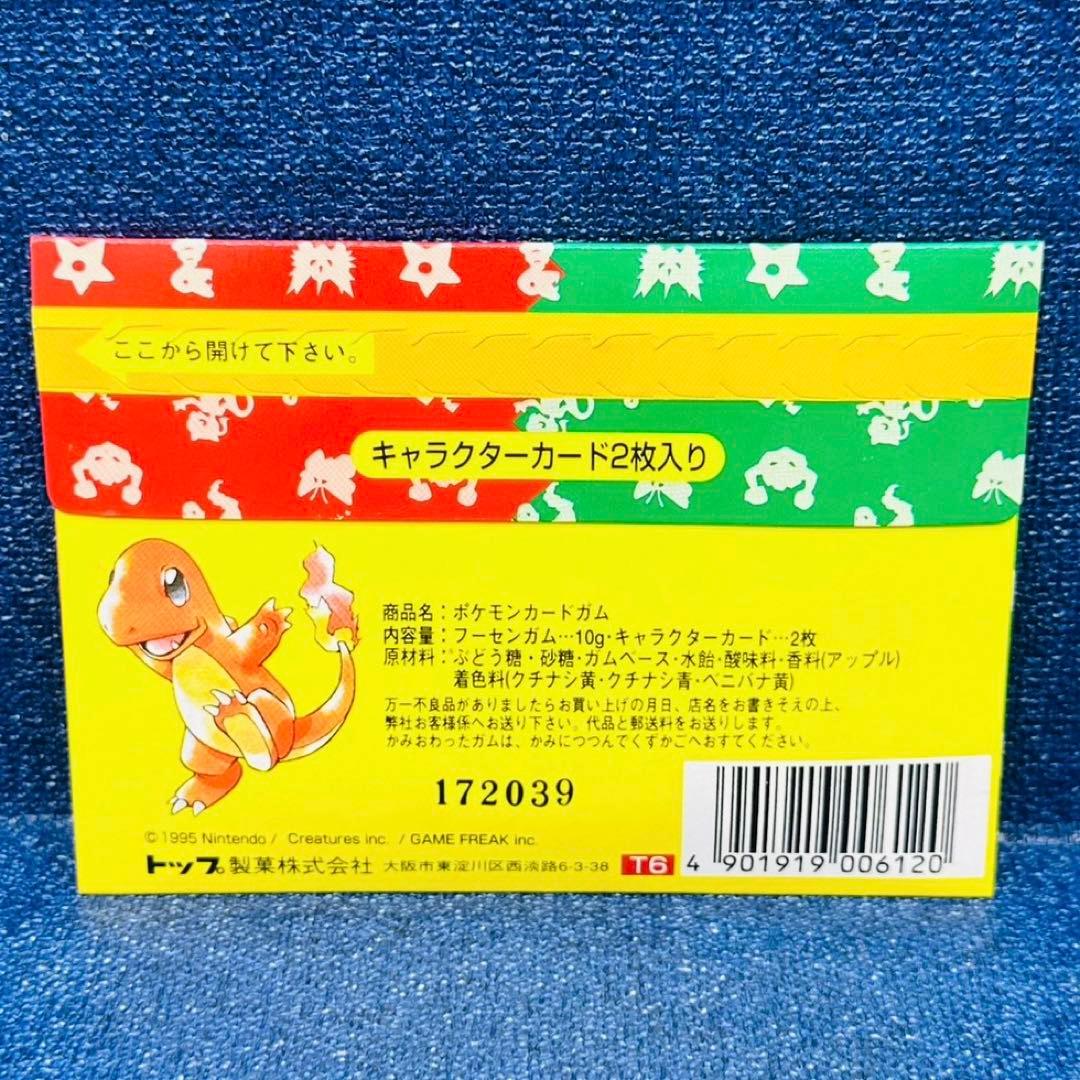 ここから開けて下さい。
キャラクターカード2枚入り
商品名：ポケモンカードガム
内容量：フーセンガム…10g・キャラクターカード…2枚
原材料：ぶどう糖・砂糖・ガムベース・水飴・酸味料・香料(アップル)
着色料(クチナシ黄・クチナシ青・ベニバナ黄)
万一不良品がありましたらお買い上げの月日、店名をお書きそえの上、
弊社お客様係へお送り下さい。代品と郵送料をお送りします。
かみおわったガムは、かみにつつんでくずかごへおすてください。
172039
©1995 Nintendo / Creatures inc. / GAME FREAK inc.
トップ製菓株式会社 大阪市東淀川区西淡路6-3-38 T6
4 901919 006120